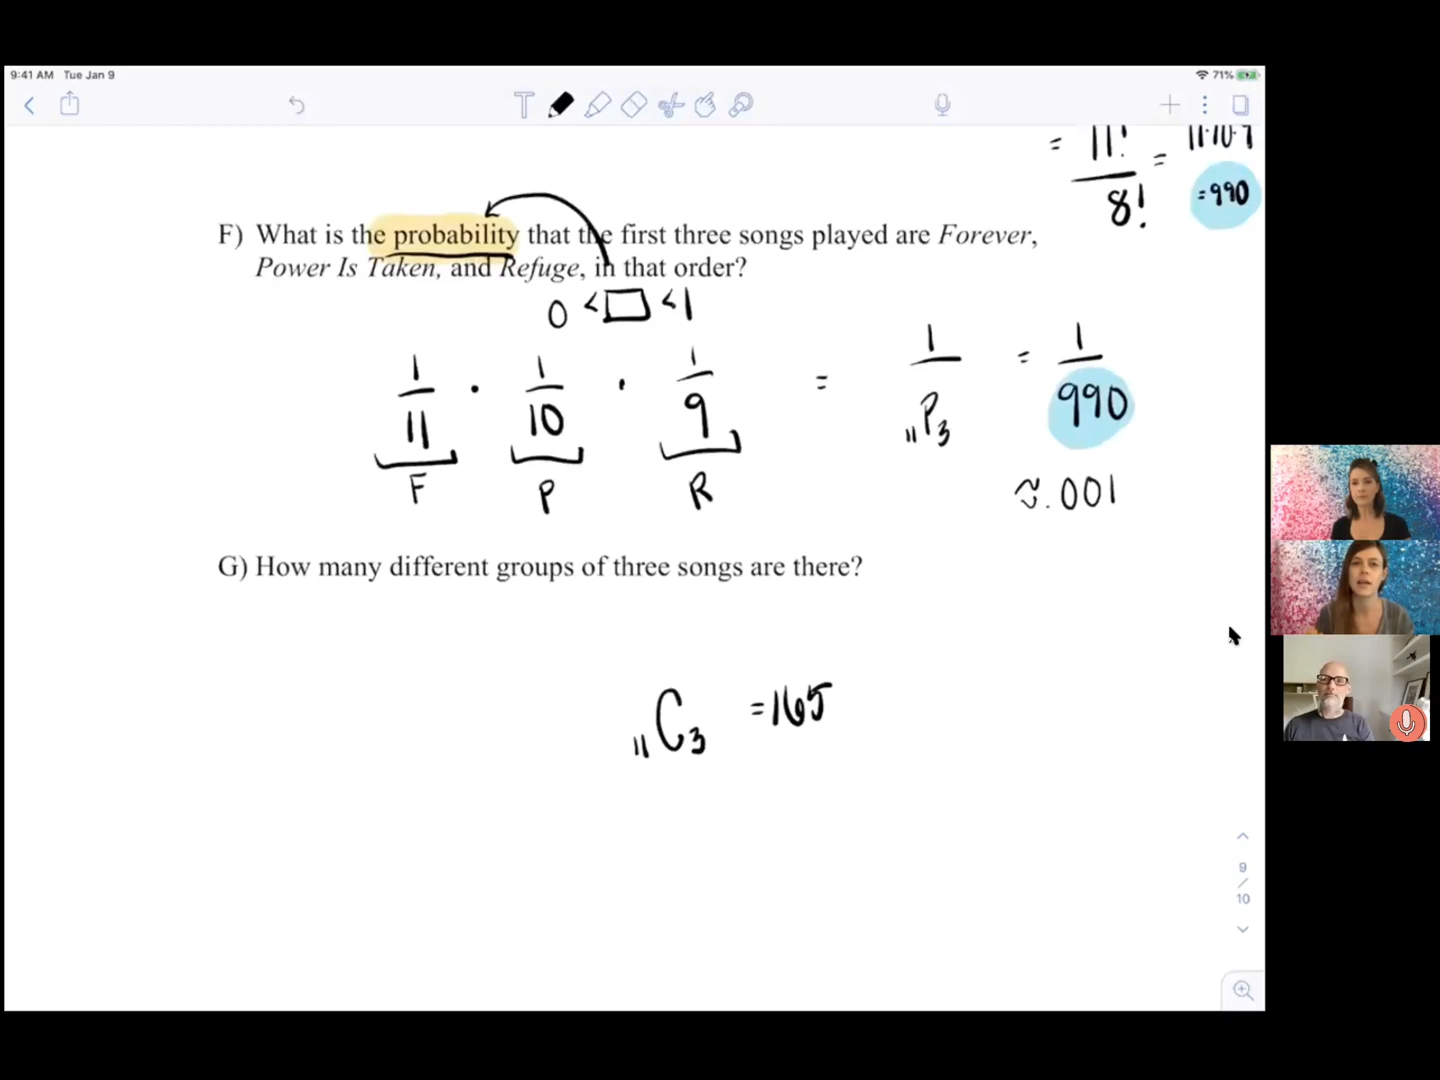 9:41 AM Tue Jan 9
71%
= 11! / 8! = 11·10·9
=990
F) What is the probability that the first three songs played are Forever,
Power Is Taken, and Refuge, in that order?
0 < □ < 1
1/11 · 1/10 · 1/9 = 1/₁₁P₃ = 1/990
F P R
≈.001
G) How many different groups of three songs are there?
₁₁C₃ =165
9
/
10